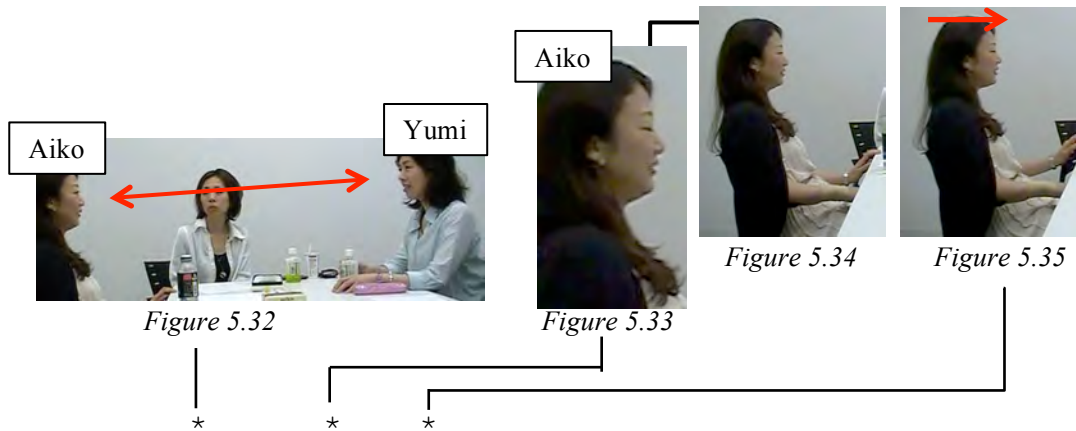 Aiko
Yumi
Figure 5.32
Aiko
Figure 5.33
Figure 5.34
Figure 5.35
* * *